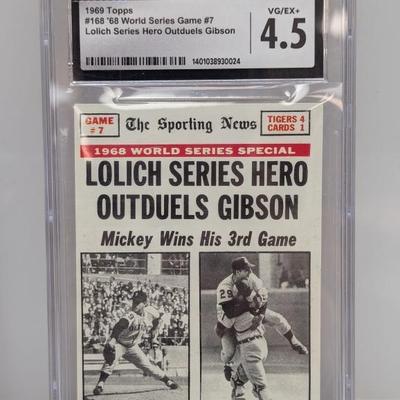 1969 Topps
#168 '68 World Series Game #7
Lolich Series Hero Outduels Gibson
1401038930024
VG/EX+
4.5
GAME
# 7
The Sporting News
TIGERS 4
CARDS 1
1968 WORLD SERIES SPECIAL
LOLICH SERIES HERO
OUTDUELS GIBSON
Mickey Wins His 3rd Game
29